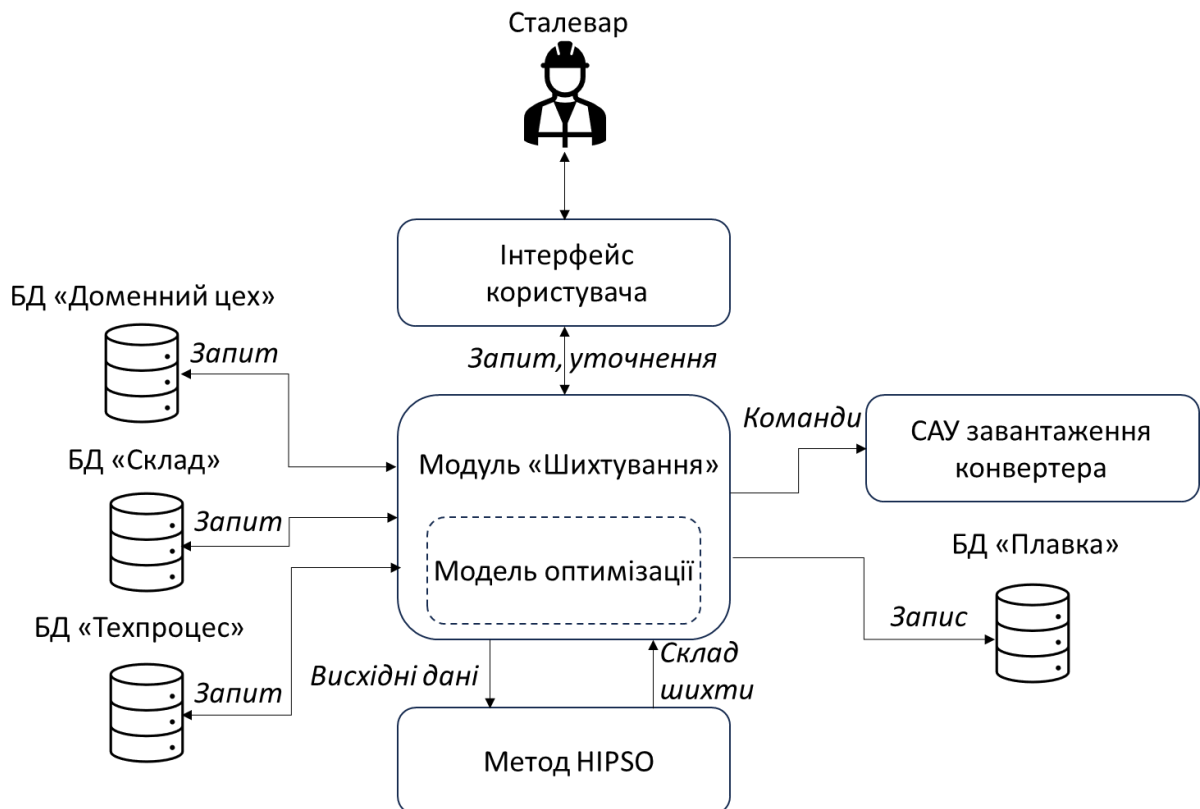 Сталевар
Інтерфейс
користувача
БД «Доменний цех»
Запит
Запит, уточнення
Команди
САУ завантаження
конвертера
БД «Склад»
Модуль «Шихтування»
Запит
БД «Плавка»
Модель оптимізації
БД «Техпроцес»
Запис
Запит
Висхідні дані
Склад
шихти
Метод HIPSO